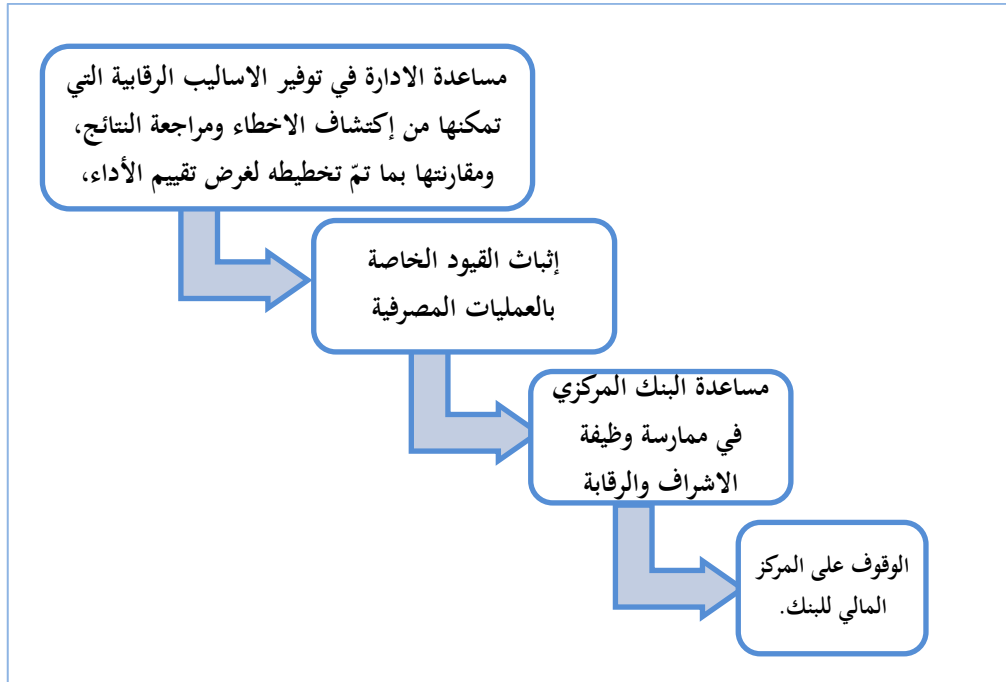 مساعدة الادارة في توفير الاساليب الرقابية التي
تمكنها من إكتشاف الاخطاء ومراجعة النتائج،
ومقارنتها بما تمّ تخطيطه لغرض تقييم الأداء،
إثباث القيود الخاصة
بالعمليات المصرفية
مساعدة البنك المركزي
في ممارسة وظيفة
الاشراف والرقابة
الوقوف على المركز
المالي للبنك.